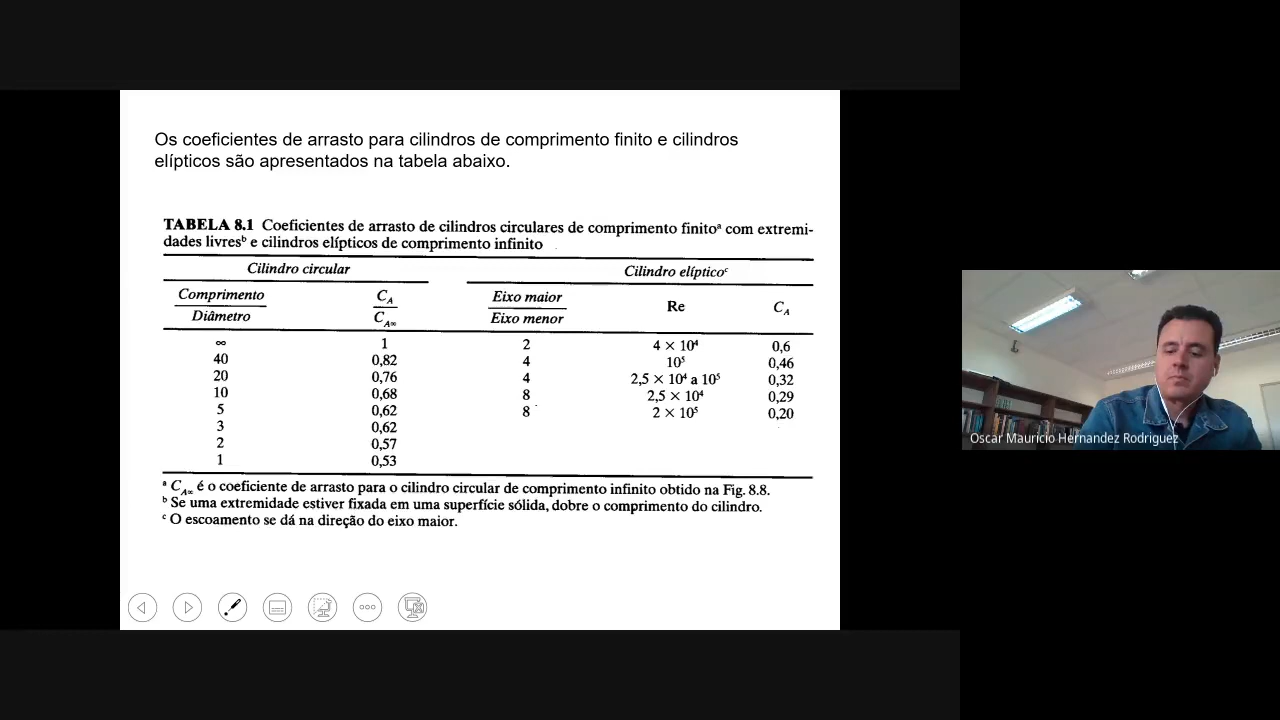 Os coeficientes de arrasto para cilindros de comprimento finito e cilindros
elípticos são apresentados na tabela abaixo.
TABELA 8.1 Coeficientes de arrasto de cilindros circulares de comprimento finitoᵃ com extremi-
dades livresᵇ e cilindros elípticos de comprimento infinito
Cilindro circular Cilindro elípticoᶜ
Comprimento C_A Eixo maior
Re C_A
Diâmetro C_A∞ Eixo menor
∞ 1 2 4 × 10⁴ 0,6
40 0,82 4 10⁵ 0,46
20 0,76 4 2,5 × 10⁴ a 10⁵ 0,32
10 0,68 8 2,5 × 10⁴ 0,29
5 0,62 8 2 × 10⁵ 0,20
3 0,62
2 0,57
1 0,53
ᵃ C_A∞ é o coeficiente de arrasto para o cilindro circular de comprimento infinito obtido na Fig. 8.8.
ᵇ Se uma extremidade estiver fixada em uma superfície sólida, dobre o comprimento do cilindro.
ᶜ O escoamento se dá na direção do eixo maior.
Oscar Mauricio Hernandez Rodriguez